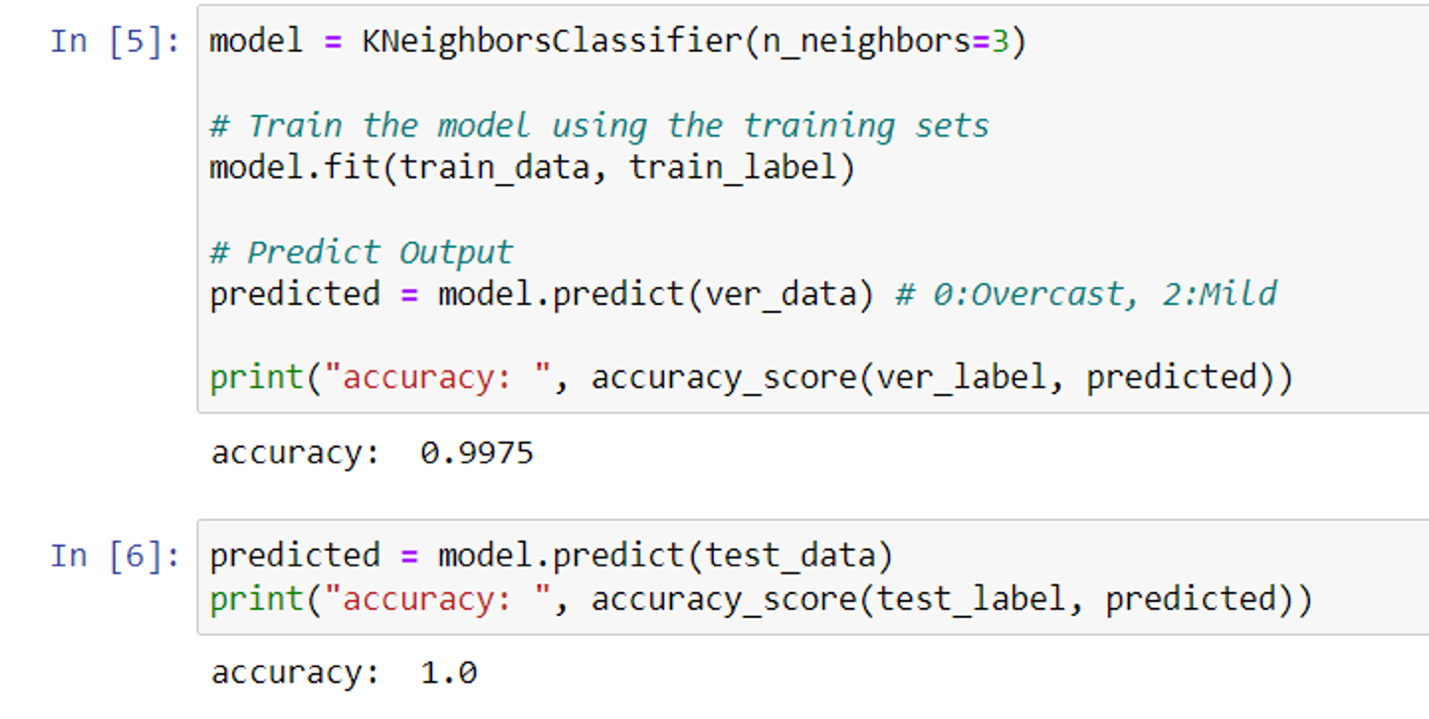 In [5]: model = KNeighborsClassifier(n_neighbors=3)
# Train the model using the training sets
model.fit(train_data, train_label)
# Predict Output
predicted = model.predict(ver_data) # 0:Overcast, 2:Mild
print("accuracy: ", accuracy_score(ver_label, predicted))
accuracy:  0.9975
In [6]: predicted = model.predict(test_data)
print("accuracy: ", accuracy_score(test_label, predicted))
accuracy:  1.0